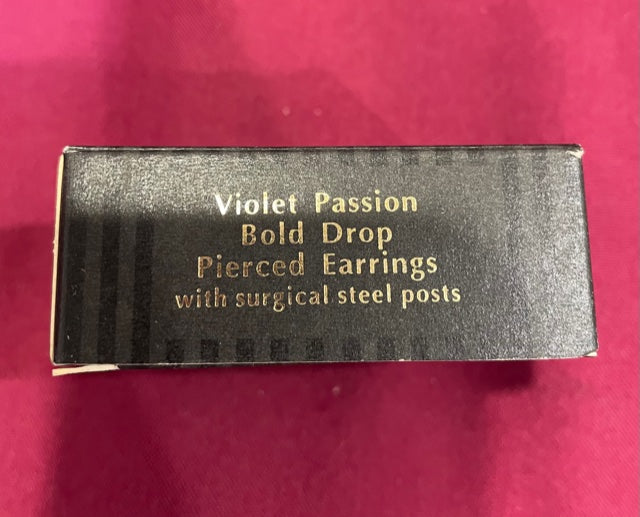 Violet Passion
Bold Drop
Pierced Earrings
with surgical steel posts